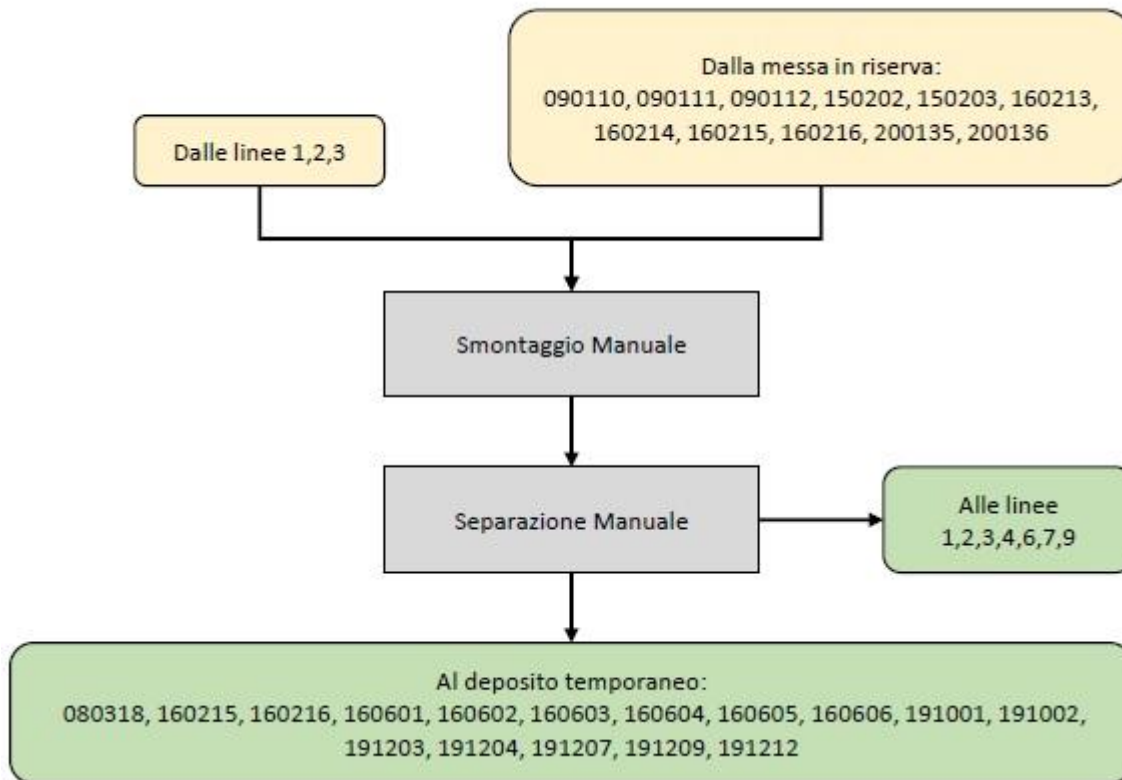 Dalla messa in riserva:
090110, 090111, 090112, 150202, 150203, 160213,
160214, 160215, 160216, 200135, 200136
Dalle linee 1,2,3
Smontaggio Manuale
Separazione Manuale
Alle linee
1,2,3,4,6,7,9
Al deposito temporaneo:
080318, 160215, 160216, 160601, 160602, 160603, 160604, 160605, 160606, 191001, 191002,
191203, 191204, 191207, 191209, 191212